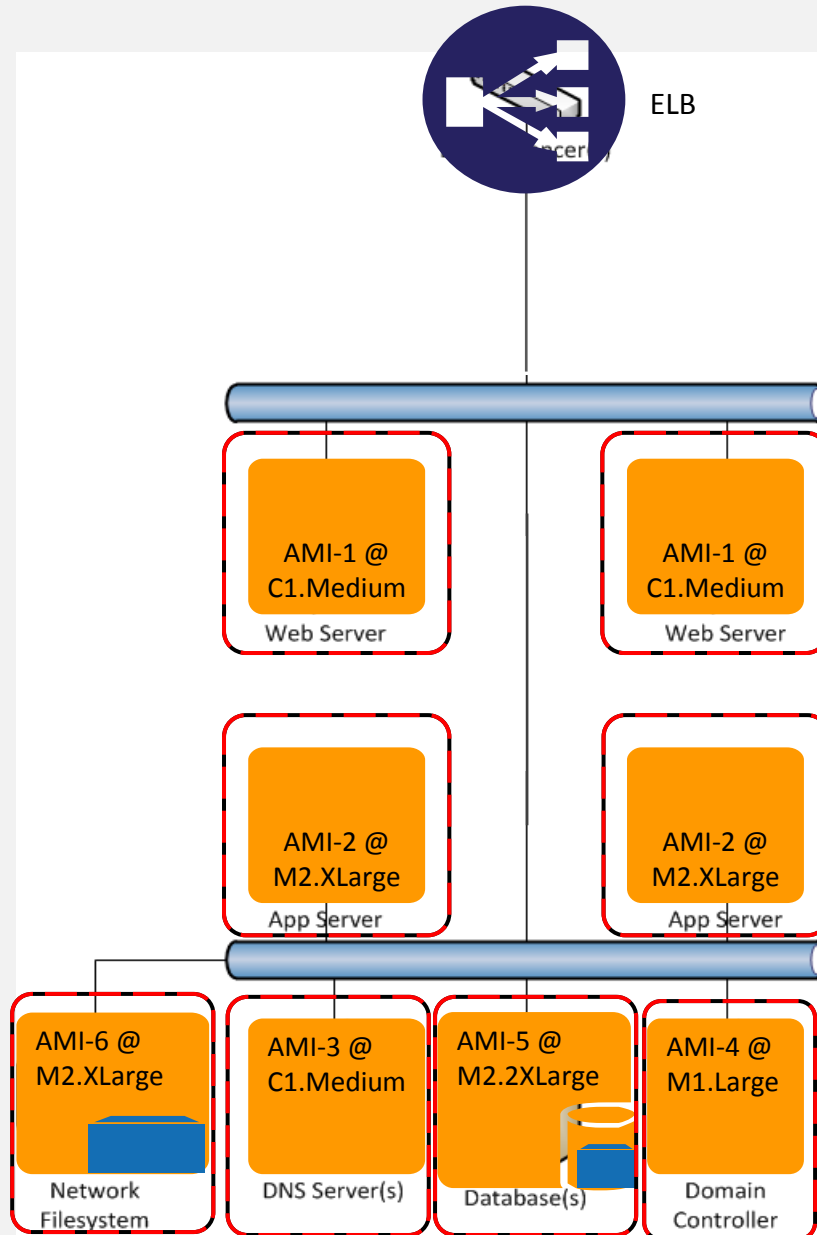 ELB
AMI-1 @
C1.Medium
Web Server
AMI-1 @
C1.Medium
Web Server
AMI-2 @
M2.XLarge
App Server
AMI-2 @
M2.XLarge
App Server
AMI-6 @
M2.XLarge
Network
Filesystem
AMI-3 @
C1.Medium
DNS Server(s)
AMI-5 @
M2.2XLarge
Database(s)
AMI-4 @
M1.Large
Domain
Controller